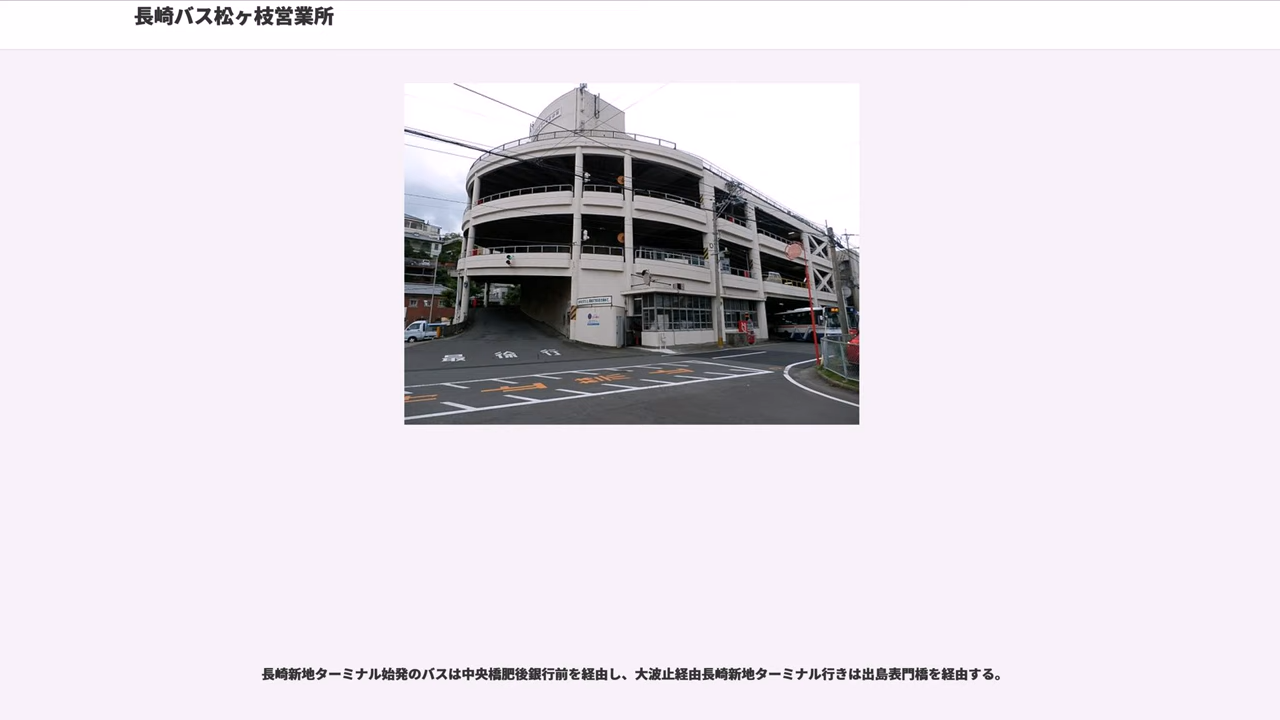 長崎バス松ヶ枝営業所
最徐行
長崎新地ターミナル始発のバスは中央橋肥後銀行前を経由し、大波止経由長崎新地ターミナル行きは出島表門橋を経由する。